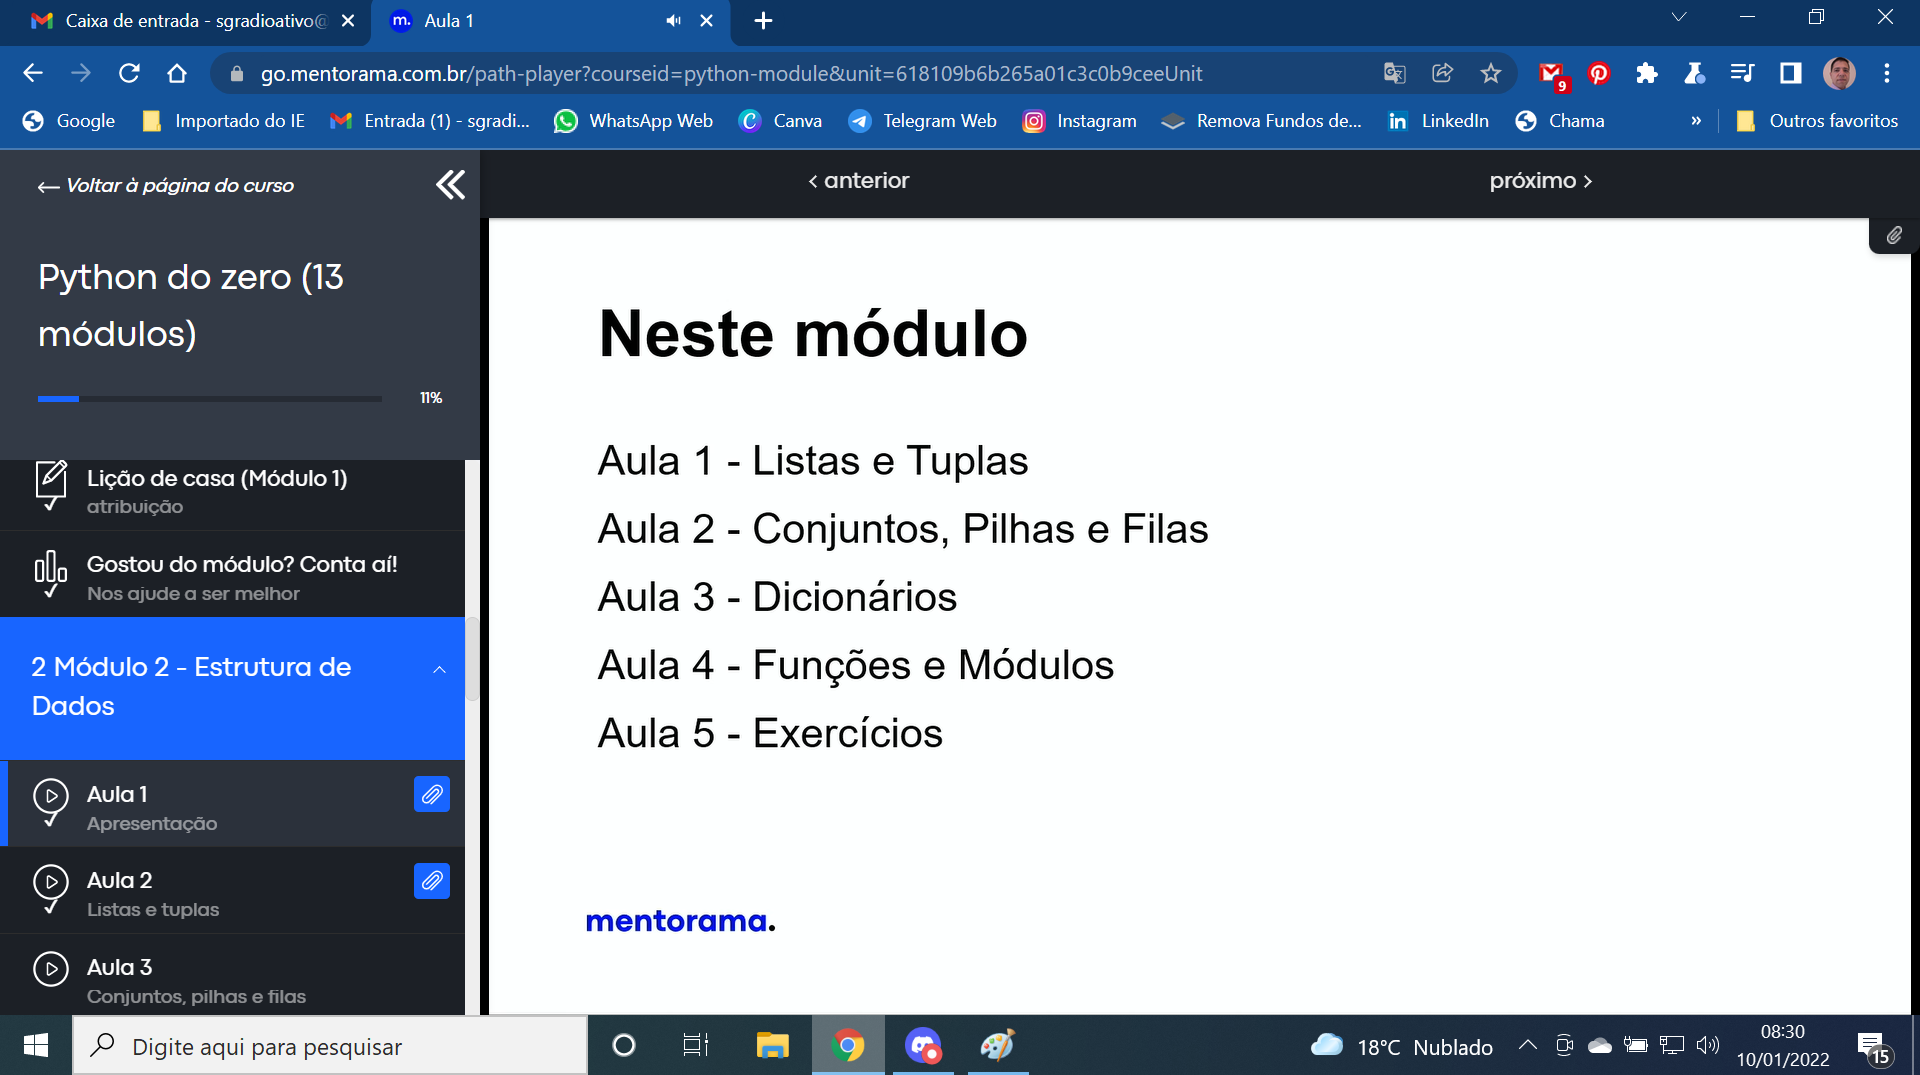 Caixa de entrada - sgradioativo@
Aula 1
go.mentorama.com.br/path-player?courseid=python-module&unit=618109b6b265a01c3c0b9ceeUnit
9
Google
Importado do IE
Entrada (1) - sgradi...
WhatsApp Web
Canva
Telegram Web
Instagram
Remova Fundos de...
LinkedIn
Chama
»
Outros favoritos
← Voltar à página do curso
‹ anterior
próximo ›
Python do zero (13
módulos)
11%
Lição de casa (Módulo 1)
atribuição
Gostou do módulo? Conta aí!
Nos ajude a ser melhor
2 Módulo 2 - Estrutura de
Dados
Aula 1
Apresentação
Aula 2
Listas e tuplas
Aula 3
Conjuntos, pilhas e filas
Neste módulo
Aula 1 - Listas e Tuplas
Aula 2 - Conjuntos, Pilhas e Filas
Aula 3 - Dicionários
Aula 4 - Funções e Módulos
Aula 5 - Exercícios
mentorama.
Digite aqui para pesquisar
18°C Nublado
08:30
10/01/2022
15